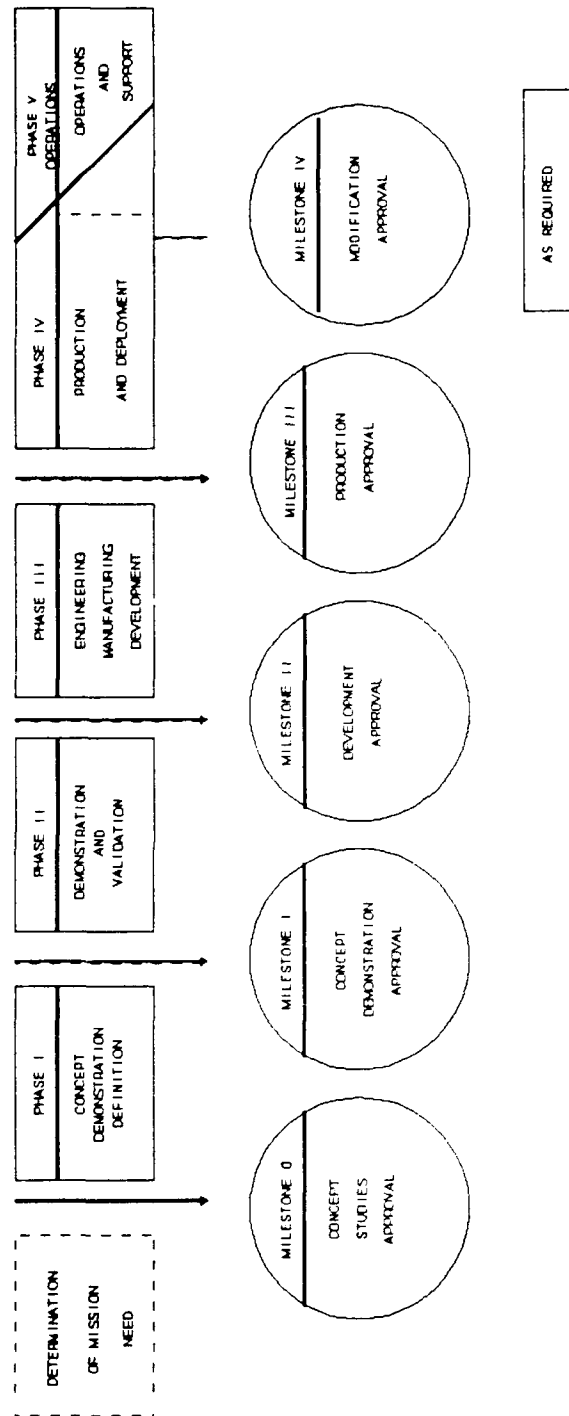 DETERMINATION
OF MISSION
NEED
PHASE I
CONCEPT
DEMONSTRATION
DEFINITION
PHASE II
DEMONSTRATION
AND
VALIDATION
PHASE III
ENGINEERING
MANUFACTURING
DEVELOPMENT
PHASE IV
PRODUCTION
AND DEPLOYMENT
PHASE V
OPERATIONS
OPERATIONS
AND
SUPPORT
MILESTONE 0
CONCEPT
STUDIES
APPROVAL
MILESTONE I
CONCEPT
DEMONSTRATION
APPROVAL
MILESTONE II
DEVELOPMENT
APPROVAL
MILESTONE III
PRODUCTION
APPROVAL
MILESTONE IV
MODIFICATION
APPROVAL
AS REQUIRED